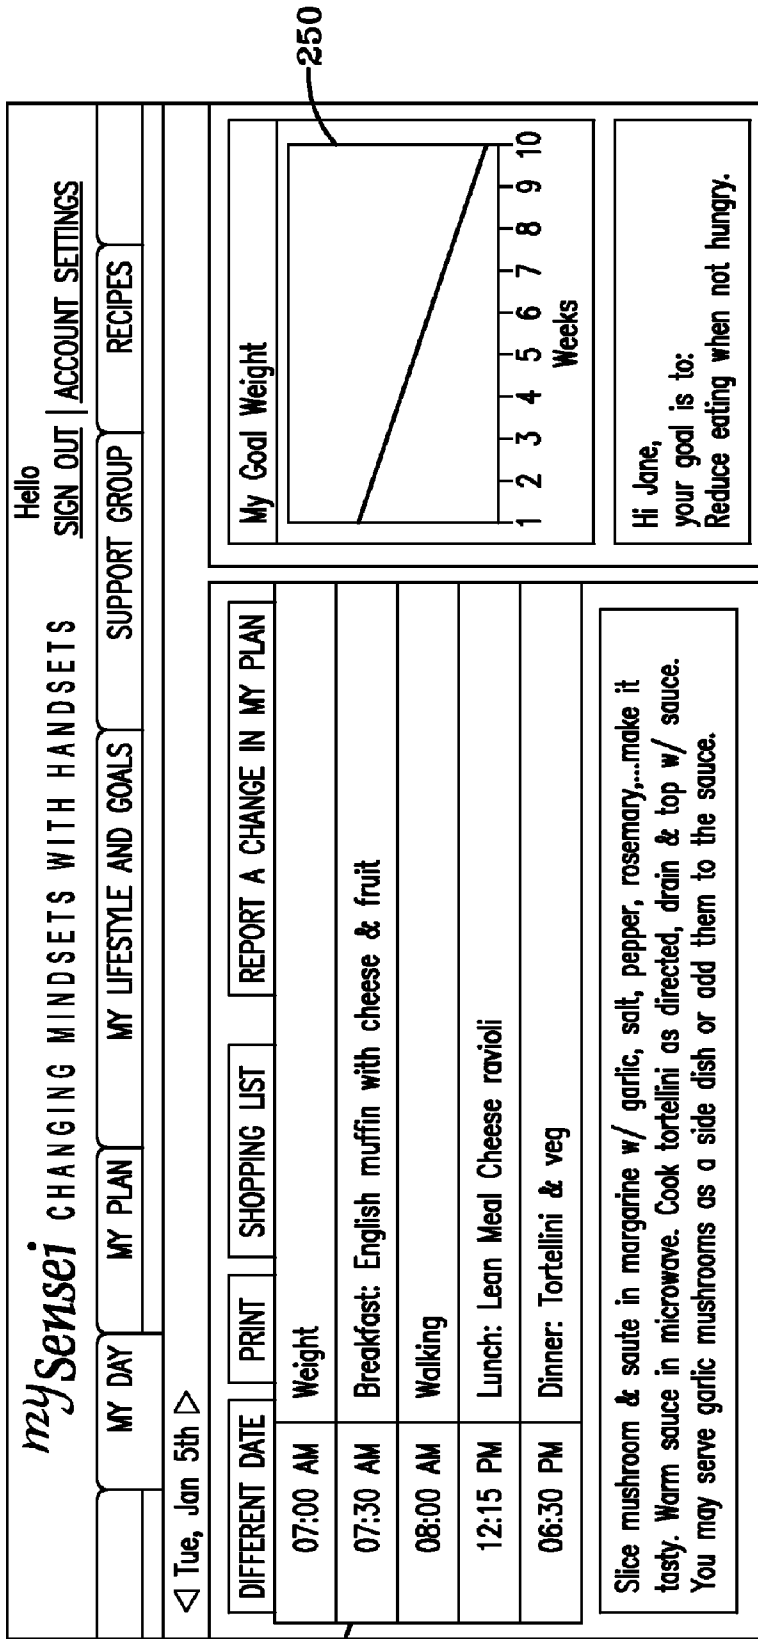 my Sensei CHANGING MINDSETS WITH HANDSETS
Hello
SIGN OUT | ACCOUNT SETTINGS
MY DAY
MY PLAN
MY LIFESTYLE AND GOALS
SUPPORT GROUP
RECIPES
◁ Tue, Jan 5th ▷
DIFFERENT DATE
PRINT
SHOPPING LIST
REPORT A CHANGE IN MY PLAN
07:00 AM Weight
07:30 AM Breakfast: English muffin with cheese & fruit
08:00 AM Walking
12:15 PM Lunch: Lean Meal Cheese ravioli
06:30 PM Dinner: Tortellini & veg
Slice mushroom & saute in margarine w/ garlic, salt, pepper, rosemary,...make it
tasty. Warm sauce in microwave. Cook tortellini as directed, drain & top w/ sauce.
You may serve garlic mushrooms as a side dish or add them to the sauce.
My Goal Weight
250
1 2 3 4 5 6 7 8 9 10
Weeks
Hi Jane,
your goal is to:
Reduce eating when not hungry.